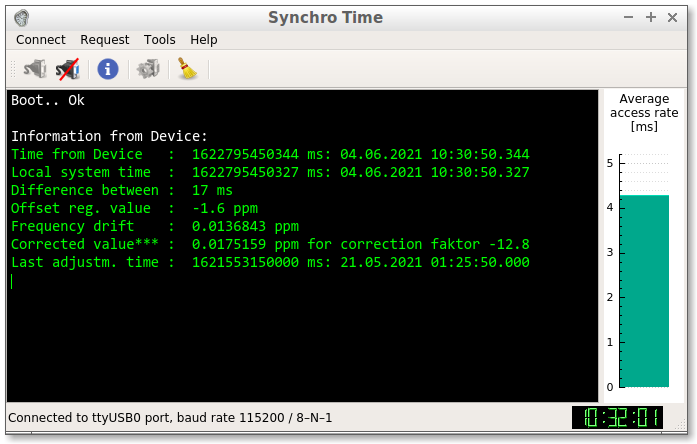 Synchro Time
Connect Request Tools Help
Boot.. Ok
Information from Device:
Time from Device : 1622795450344 ms: 04.06.2021 10:30:50.344
Local system time : 1622795450327 ms: 04.06.2021 10:30:50.327
Difference between : 17 ms
Offset reg. value : -1.6 ppm
Frequency drift : 0.0136843 ppm
Corrected value*** : 0.0175159 ppm for correction faktor -12.8
Last adjustm. time : 1621553150000 ms: 21.05.2021 01:25:50.000
Average
access rate
[ms]
5
4
3
2
1
0
Connected to ttyUSB0 port, baud rate 115200 / 8–N–1
10:32:01